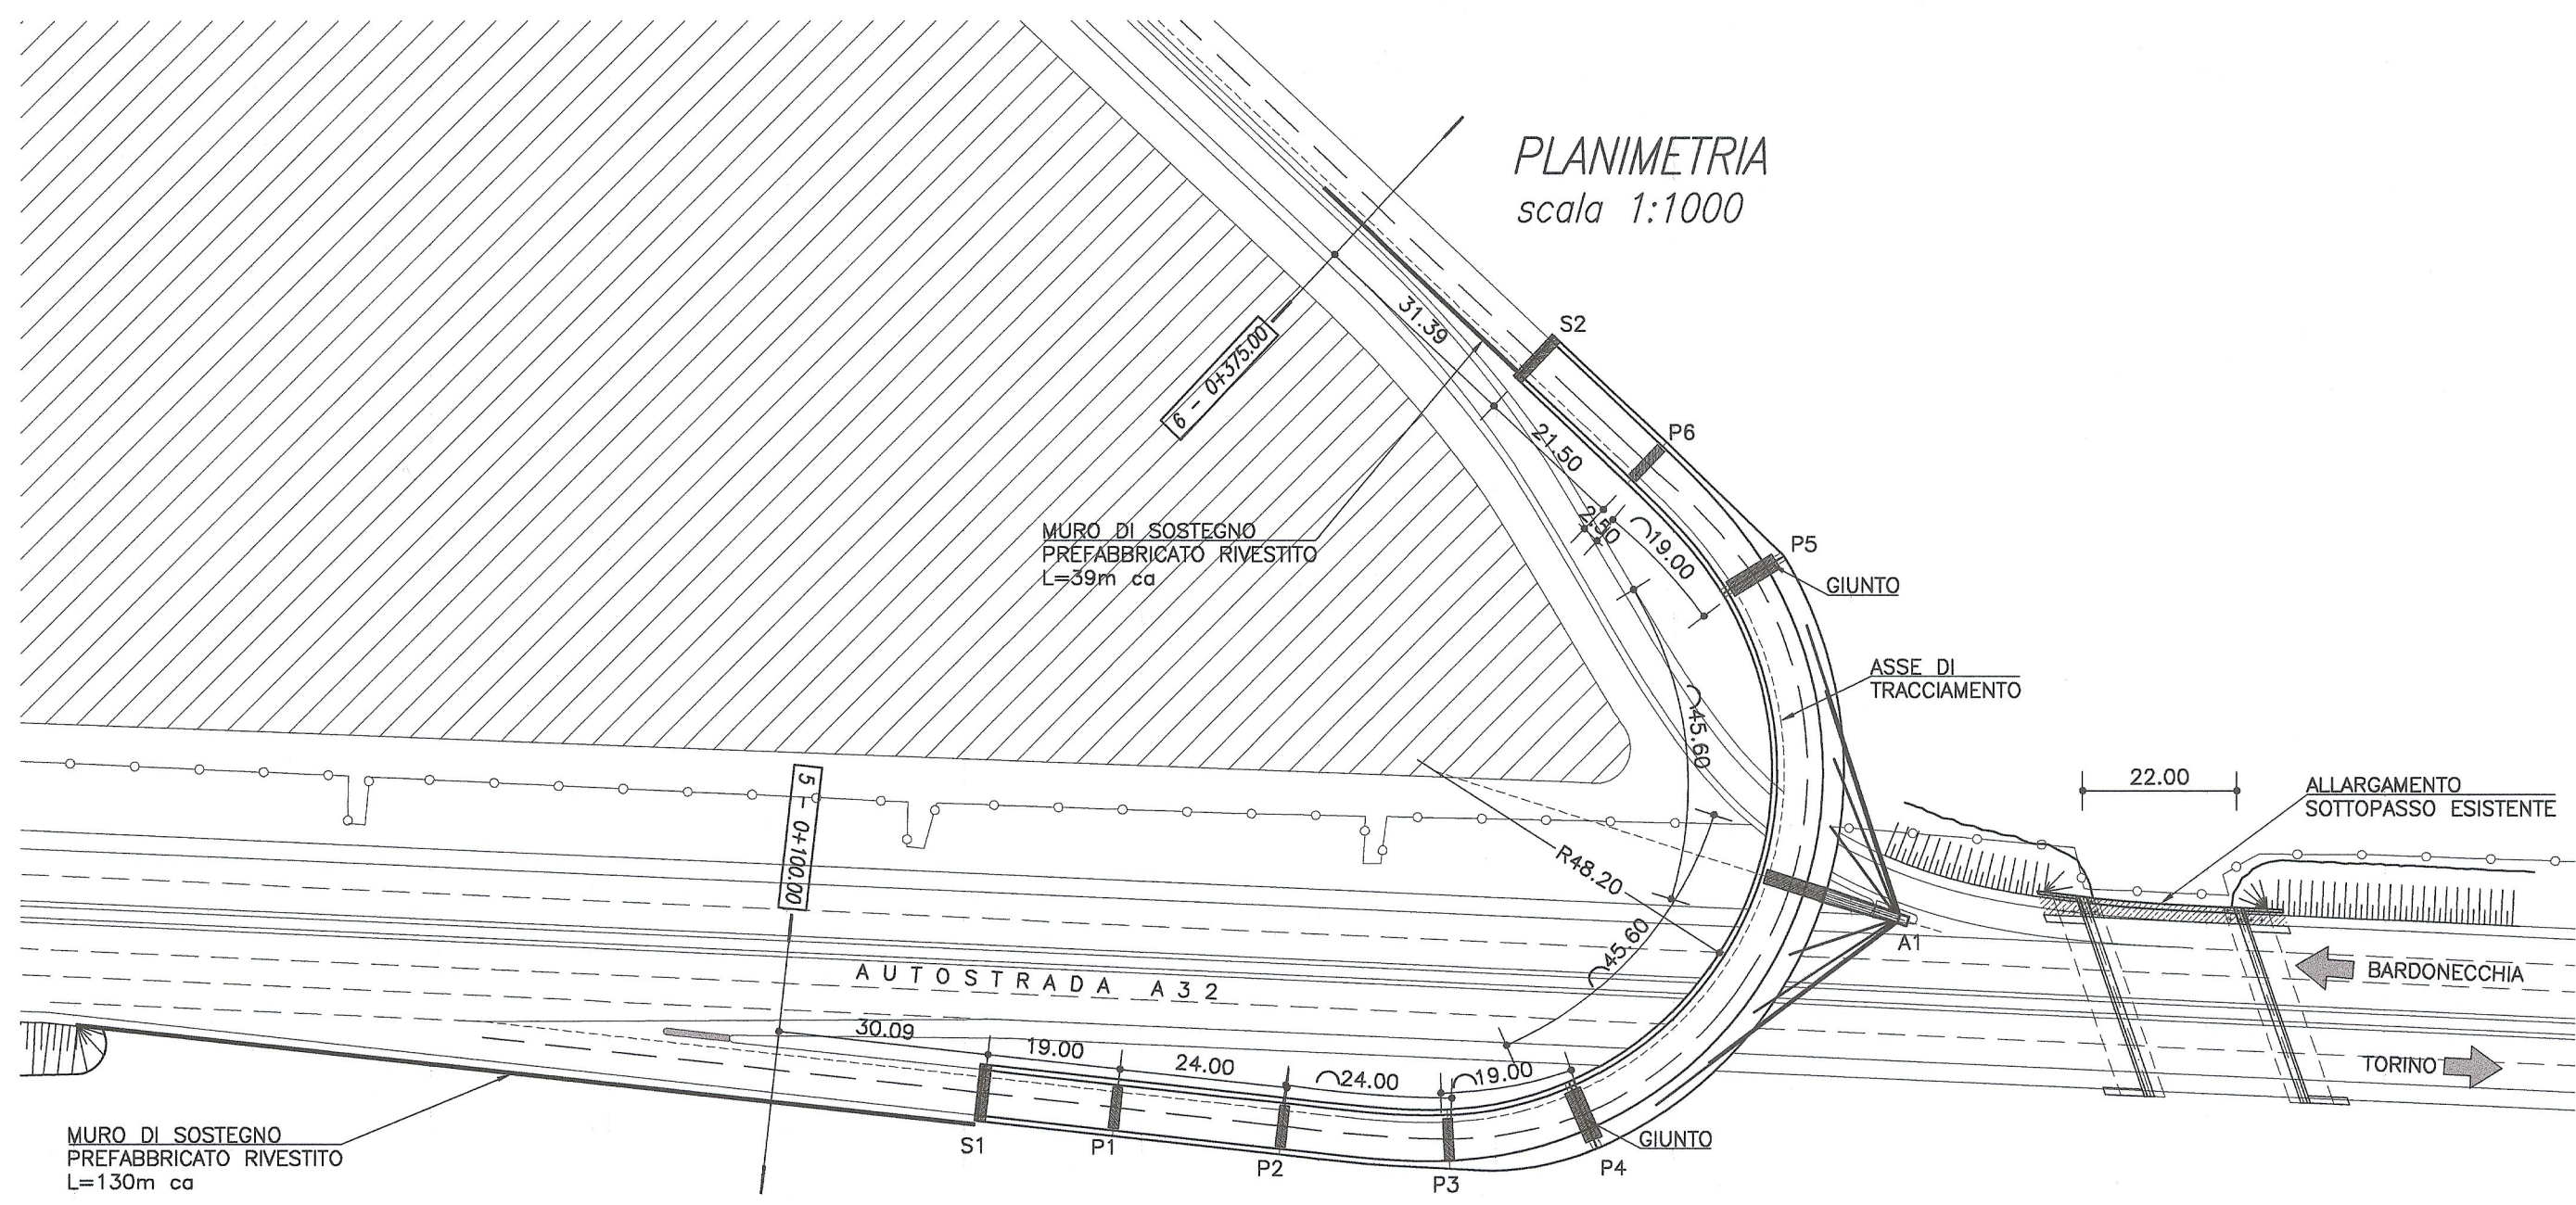 PLANIMETRIA
scala 1:1000
31.39
S2
6 - 0+375.00
P6
21.50
2.50
19.00
P5
GIUNTO
MURO DI SOSTEGNO
PREFABBRICATO RIVESTITO
L=39m ca
ASSE DI
TRACCIAMENTO
45.60
22.00
ALLARGAMENTO
SOTTOPASSO ESISTENTE
5 - 0+100.00
R48.20
A1
45.60
BARDONECCHIA
AUTOSTRADA A32
30.09
19.00
24.00
24.00
19.00
TORINO
MURO DI SOSTEGNO
PREFABBRICATO RIVESTITO
L=130m ca
S1
P1
P2
P3
P4
GIUNTO